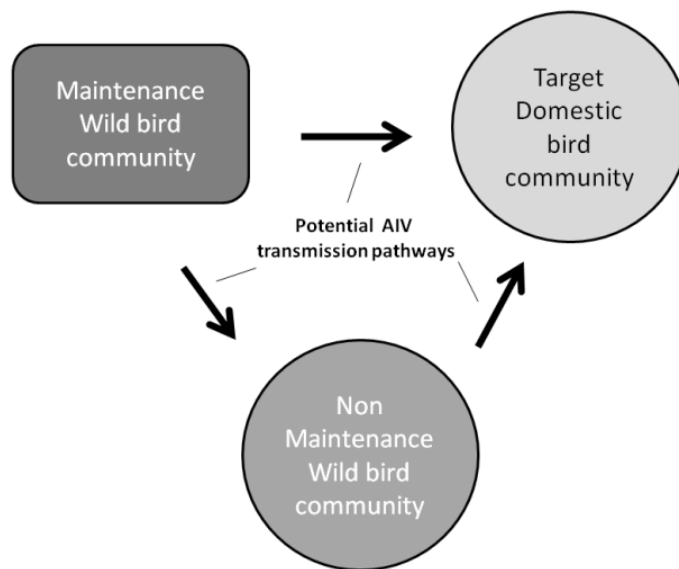 Maintenance
Wild bird
community
Target
Domestic
bird
community
Potential AIV
transmission pathways
Non
Maintenance
Wild bird
community